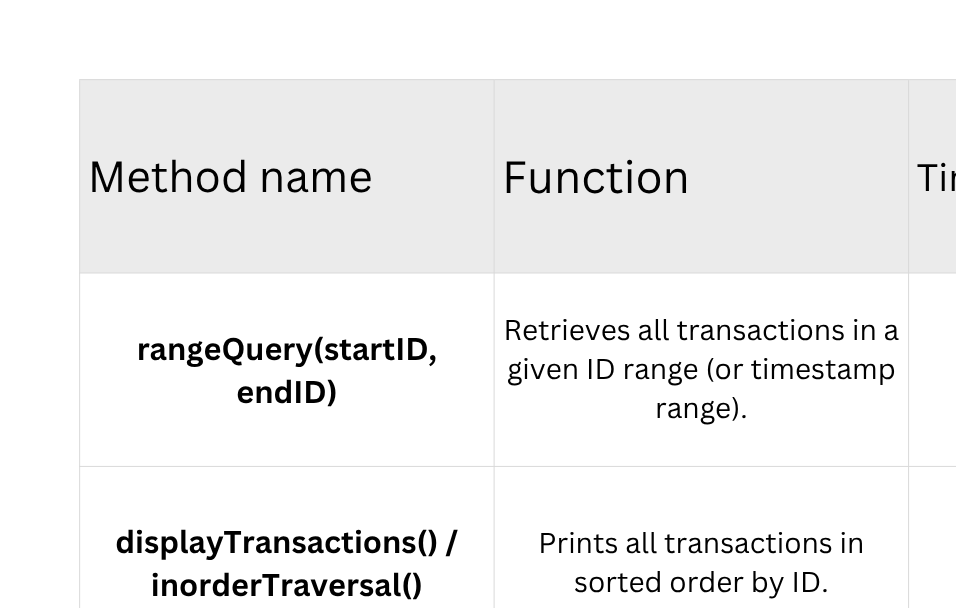 Method name
Function
rangeQuery(startID,
endID)
Retrieves all transactions in a
given ID range (or timestamp
range).
displayTransactions() /
inorderTraversal()
Prints all transactions in
sorted order by ID.